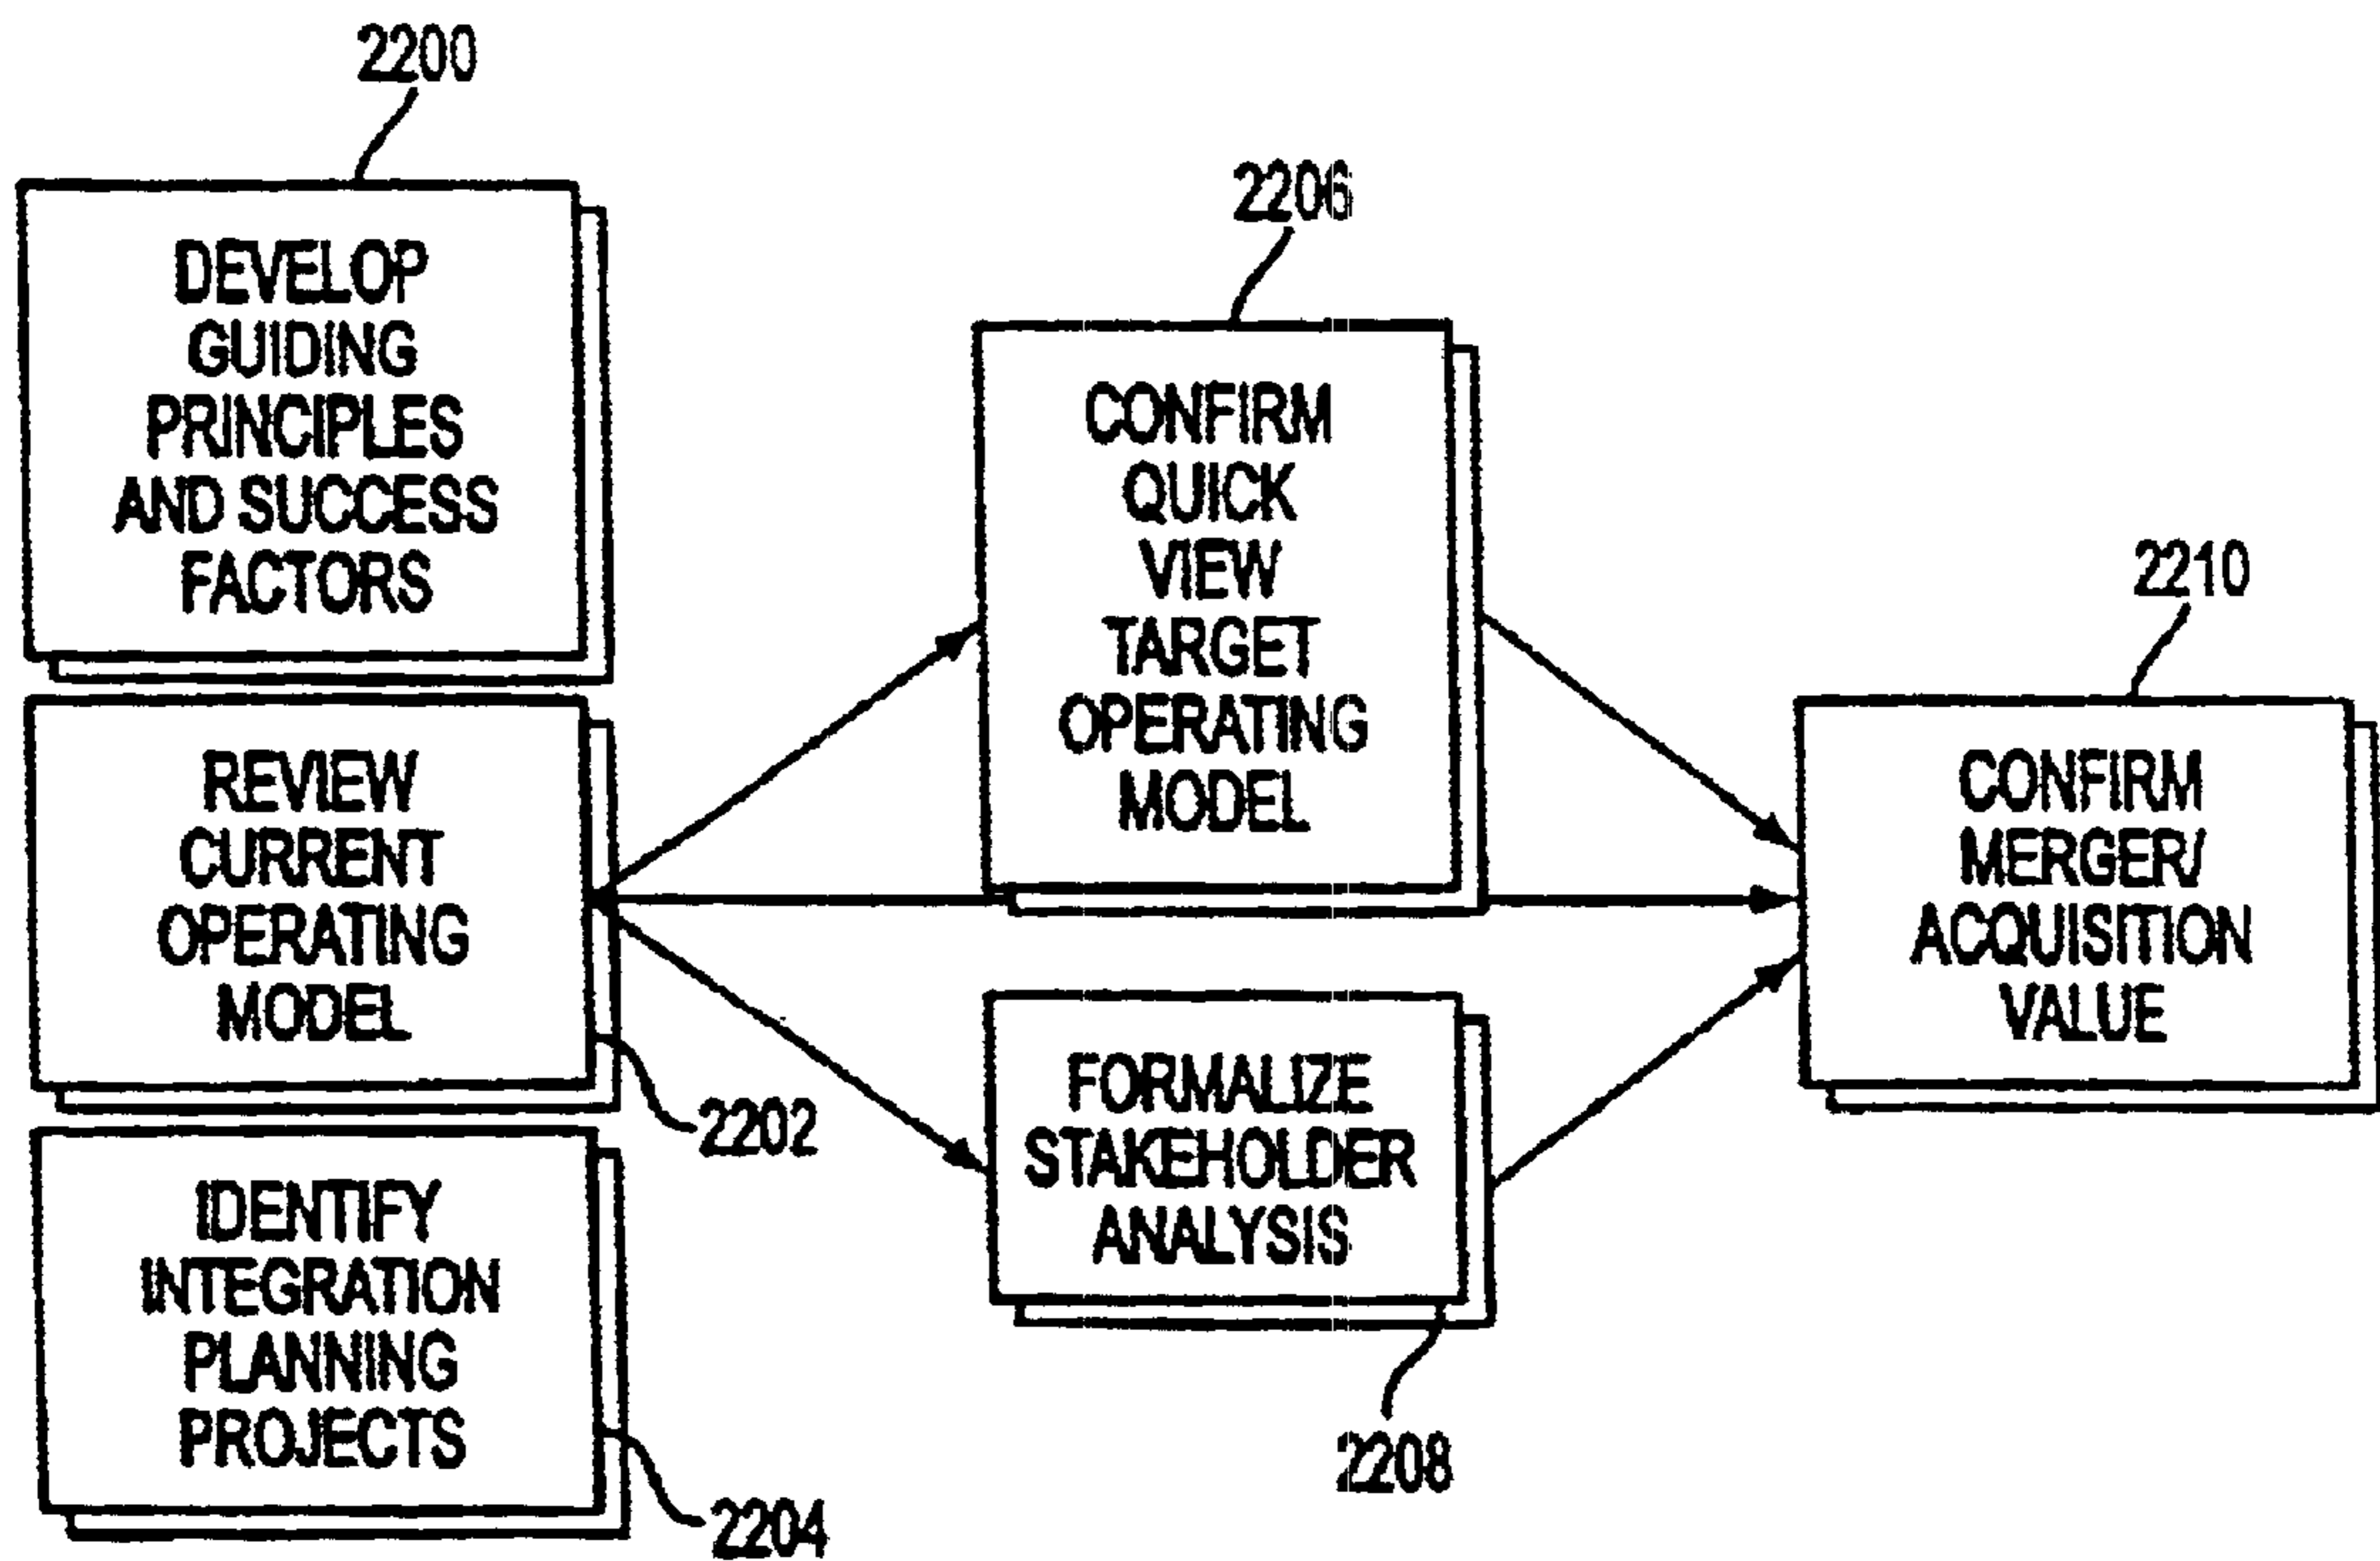 2200
DEVELOP
GUIDING
PRINCIPLES
AND SUCCESS
FACTORS
REVIEW
CURRENT
OPERATING
MODEL
2202
IDENTIFY
INTEGRATION
PLANNING
PROJECTS
2204
2206
CONFIRM
QUICK
VIEW
TARGET
OPERATING
MODEL
FORMALIZE
STAKEHOLDER
ANALYSIS
2208
2210
CONFIRM
MERGER/
ACQUISITION
VALUE